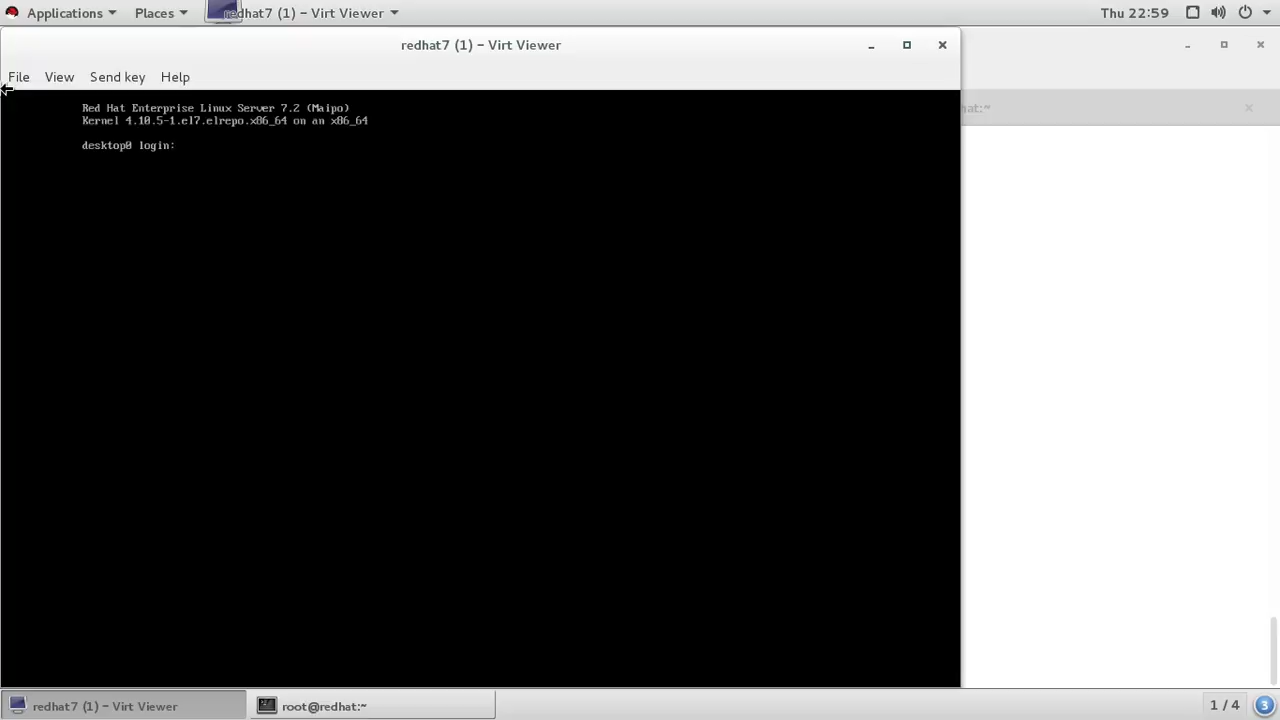 Applications Places redhat7 (1) - Virt Viewer Thu 22:59
redhat7 (1) - Virt Viewer
File View Send key Help
hat:~
Red Hat Enterprise Linux Server 7.2 (Maipo)
Kernel 4.10.5-1.el7.elrepo.x86_64 on an x86_64
desktop0 login:
redhat7 (1) - Virt Viewer root@redhat:~ 1 / 4 3